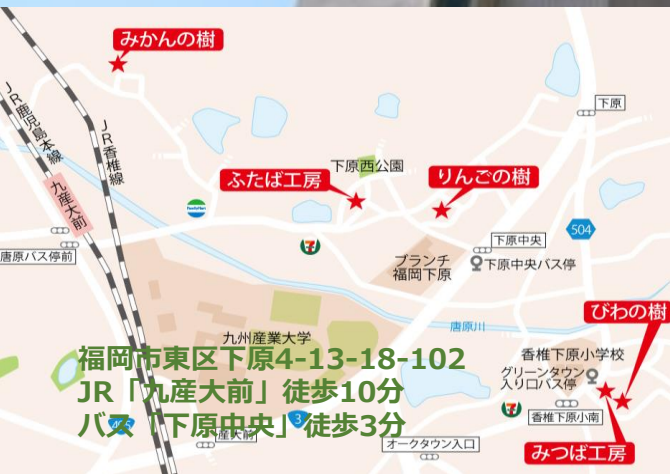 みかんの樹
JR鹿児島本線
JR香椎線
九産大前
唐原バス停前
下原
下原西公園
ふたば工房
りんごの樹
FamilyMart
7
504
下原中央
下原中央バス停
ブランチ
福岡下原
唐原川
びわの樹
九州産業大学
香椎下原小学校
グリーンタウン
入り口バス停
7
香椎下原小南
みつば工房
福岡市東区下原4-13-18-102
JR「九産大前」徒歩10分
バス「下原中央」徒歩3分
495
3
産大前
オークタウン入口